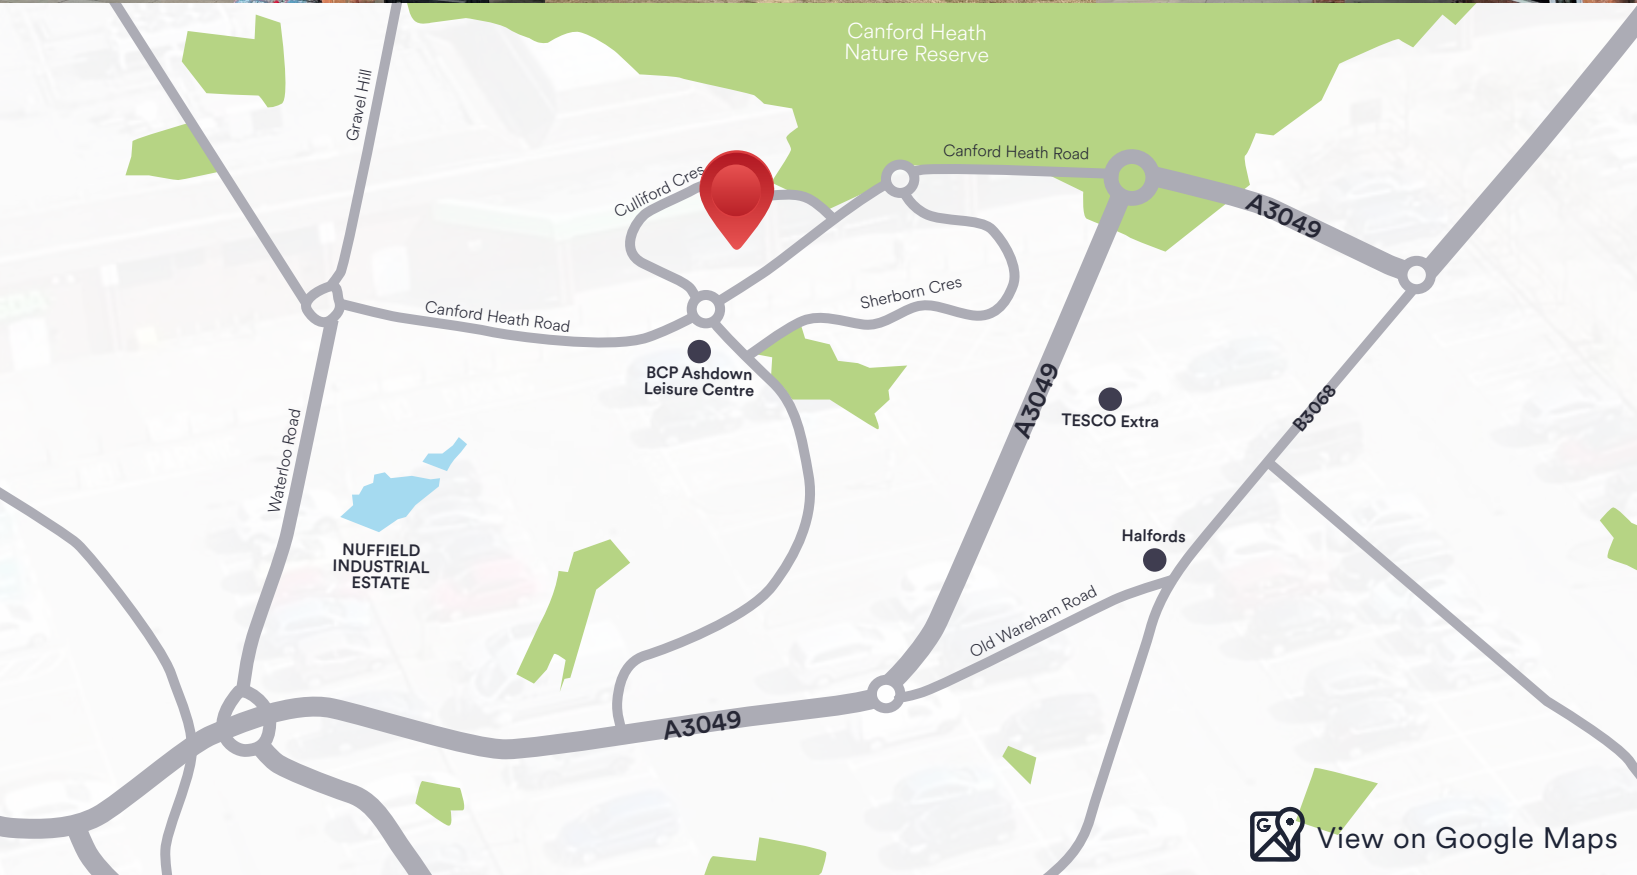 Canford Heath
Nature Reserve
Gravel Hill
Culliford Cres
Canford Heath Road
A3049
Sherborn Cres
Canford Heath Road
BCP Ashdown
Leisure Centre
A3049
TESCO Extra
B3068
Waterloo Road
NUFFIELD
INDUSTRIAL
ESTATE
Halfords
Old Wareham Road
A3049
G
View on Google Maps